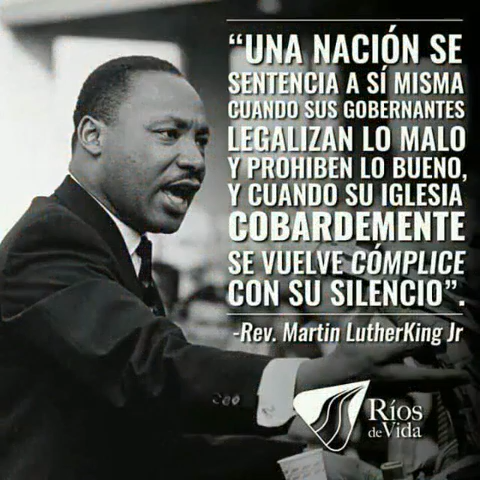 “UNA NACIÓN SE
SENTENCIA A SÍ MISMA
CUANDO SUS GOBERNANTES
LEGALIZAN LO MALO
Y PROHIBEN LO BUENO,
Y CUANDO SU IGLESIA
COBARDEMENTE
SE VUELVE CÓMPLICE
CON SU SILENCIO”.
-Rev. Martin LutherKing Jr
Ríos
de Vida